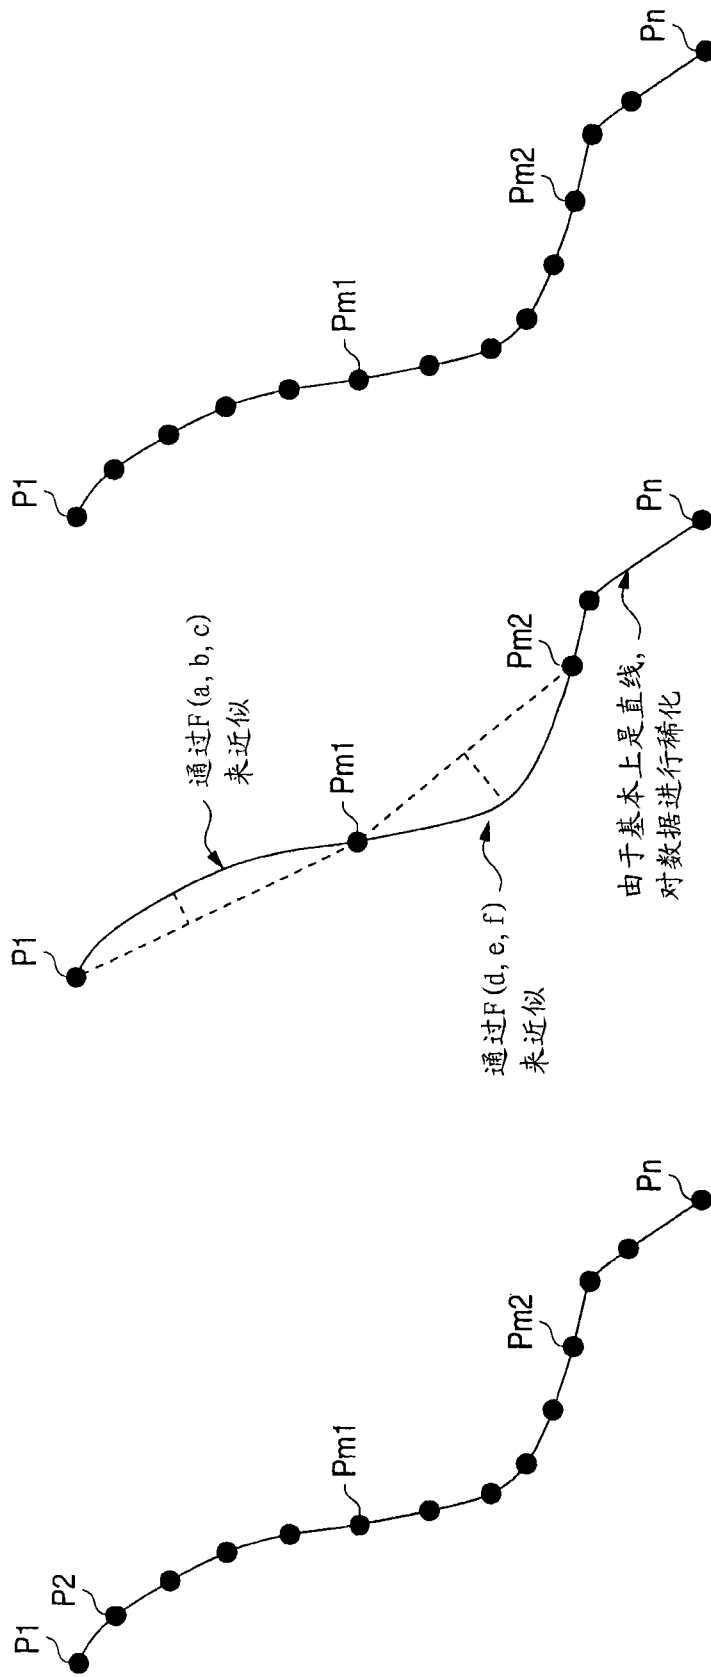 P1
P2
Pm1
Pm2
Pn
P1
通过F(a, b, c)
来近似
Pm1
通过F(d, e, f)
来近似
Pm2
由于基本上是直线,
对数据进行稀化
Pn
P1
Pm1
Pm2
Pn